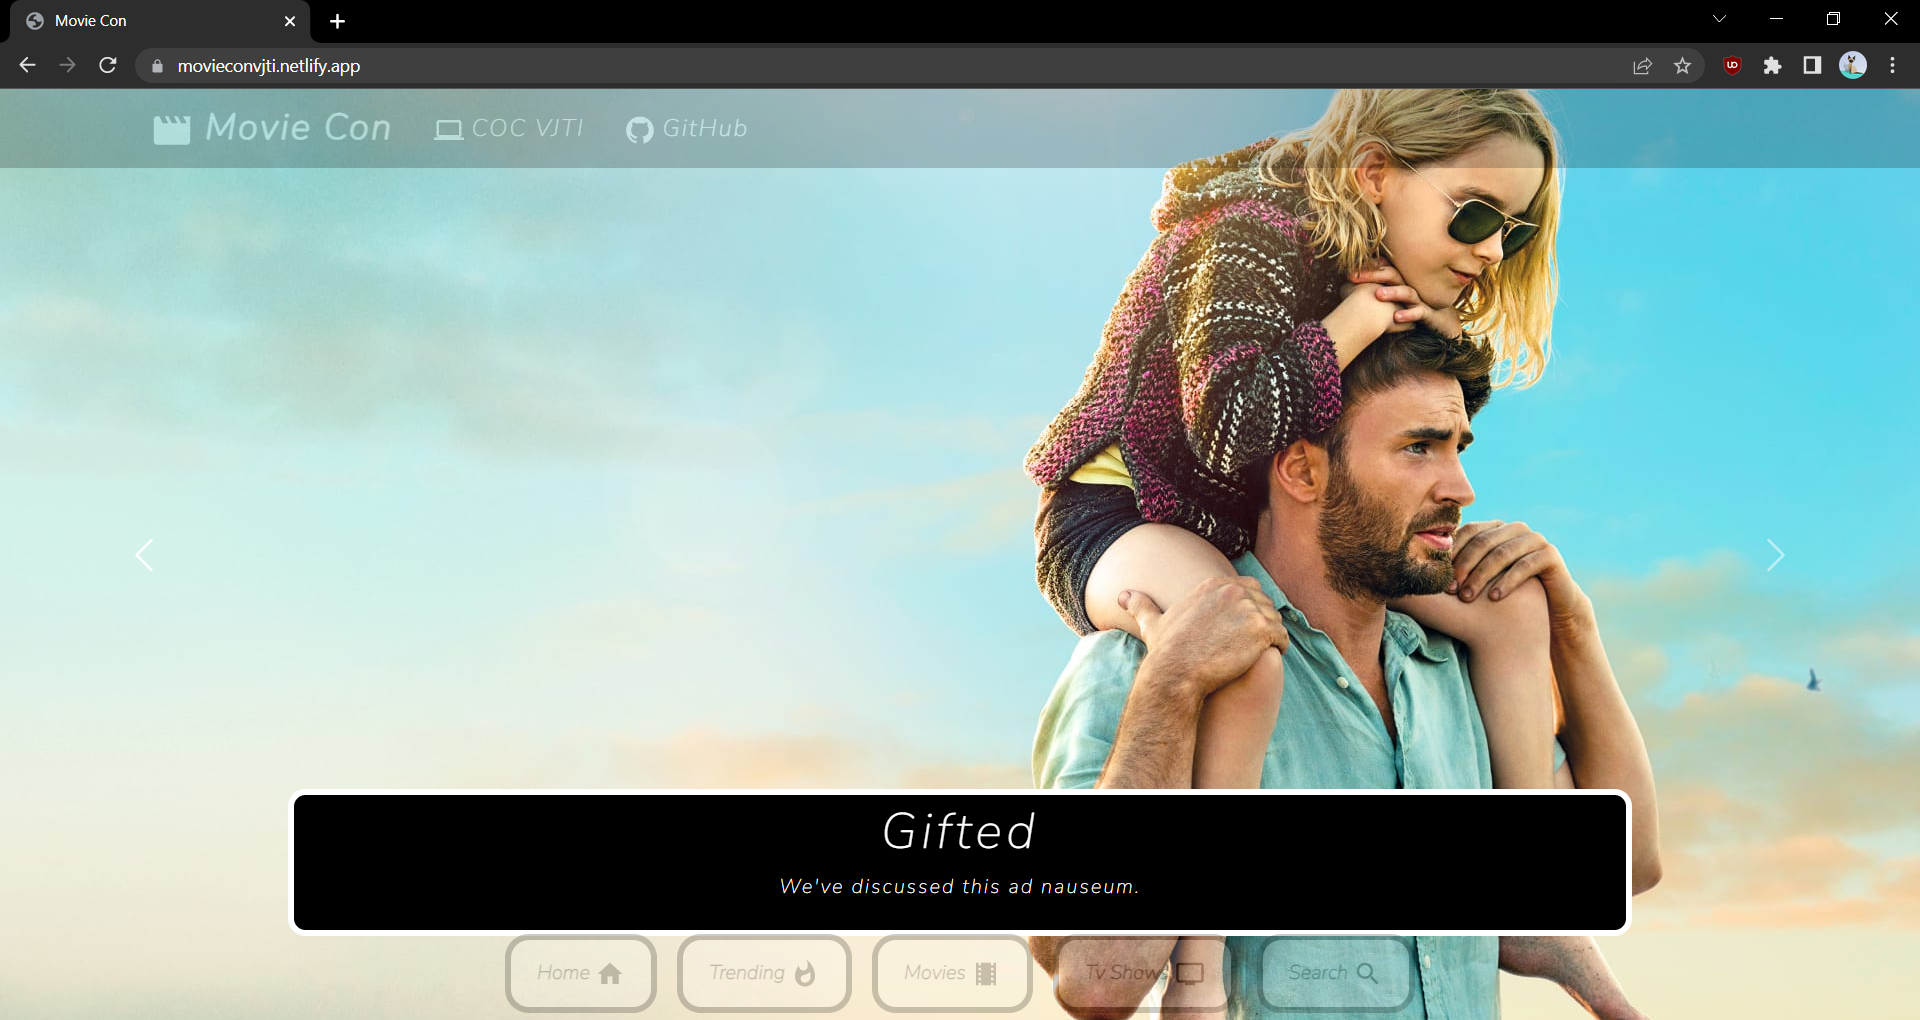 Movie Con
movieconvjti.netlify.app
Movie Con COC VJTI GitHub
Gifted
We've discussed this ad nauseum.
Home Trending Movies Tv Shows Search